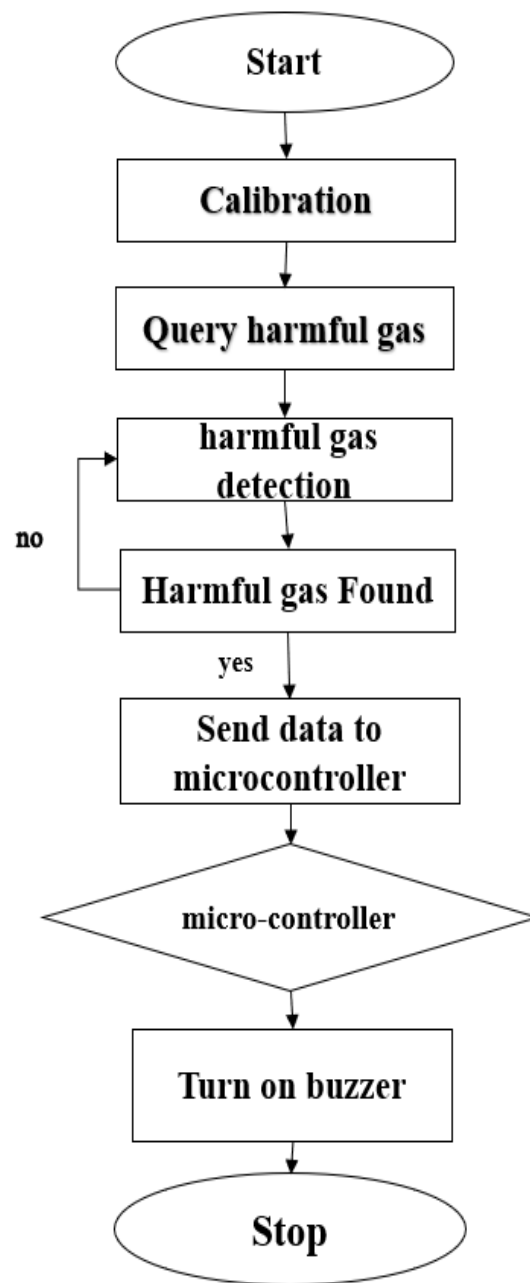 Start
Calibration
Query harmful gas
harmful gas
detection
no
Harmful gas Found
yes
Send data to
microcontroller
micro-controller
Turn on buzzer
Stop